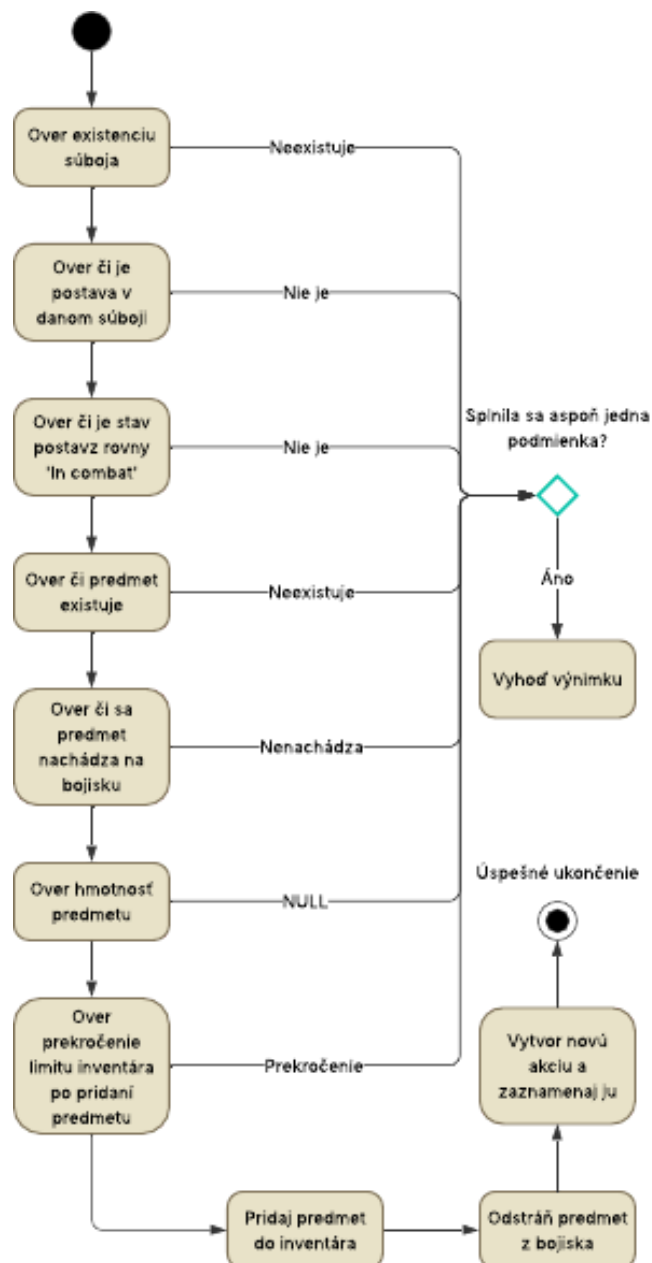 Over existenciu
súboja
Neexistuje
Over či je
postava v
danom súboji
Nie je
Over či je stav
postavz rovny
'In combat'
Nie je
Splnila sa aspoň jedna
podmienka?
Áno
Vyhoď výnimku
Over či predmet
existuje
Neexistuje
Over či sa
predmet
nachádza na
bojisku
Nenachádza
Over hmotnosť
predmetu
NULL
Over
prekročenie
limitu inventára
po pridaní
predmetu
Prekročenie
Pridaj predmet
do inventára
Odstráň predmet
z bojiska
Vytvor novú
akciu a
zaznamenaj ju
Úspešné ukončenie